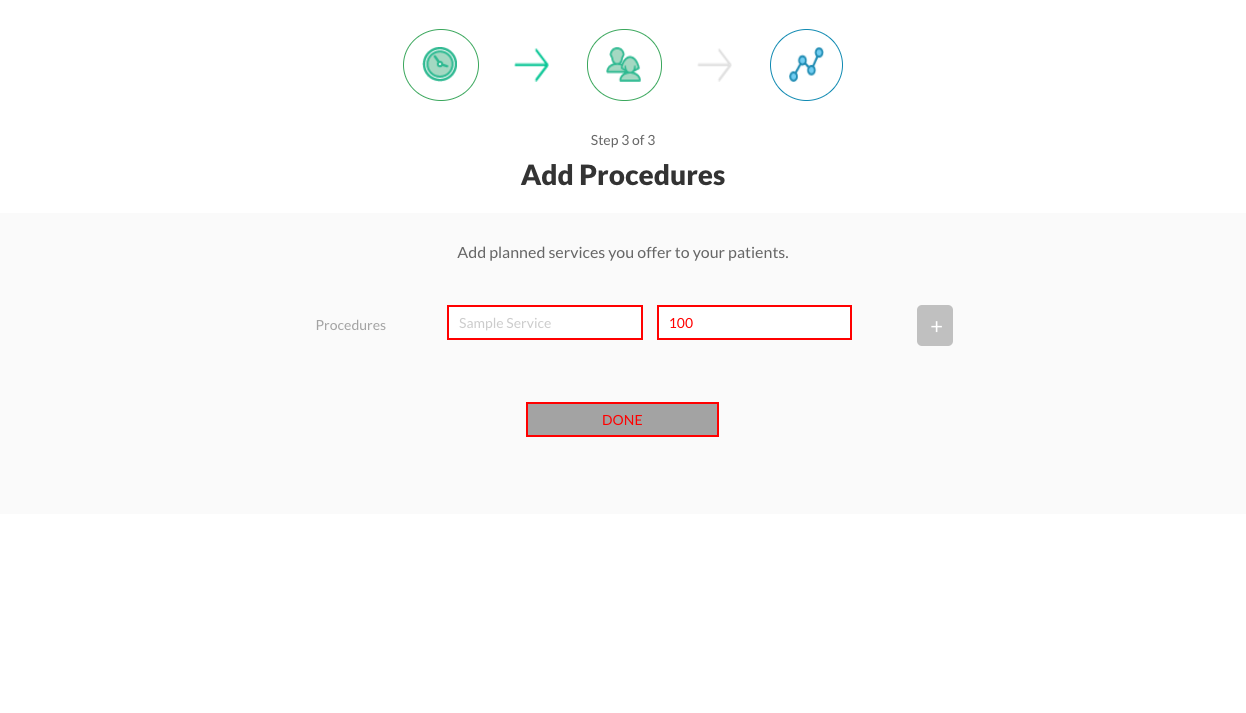 Step 3 of 3
Add Procedures
Add planned services you offer to your patients.
Procedures
Sample Service
100
+
DONE